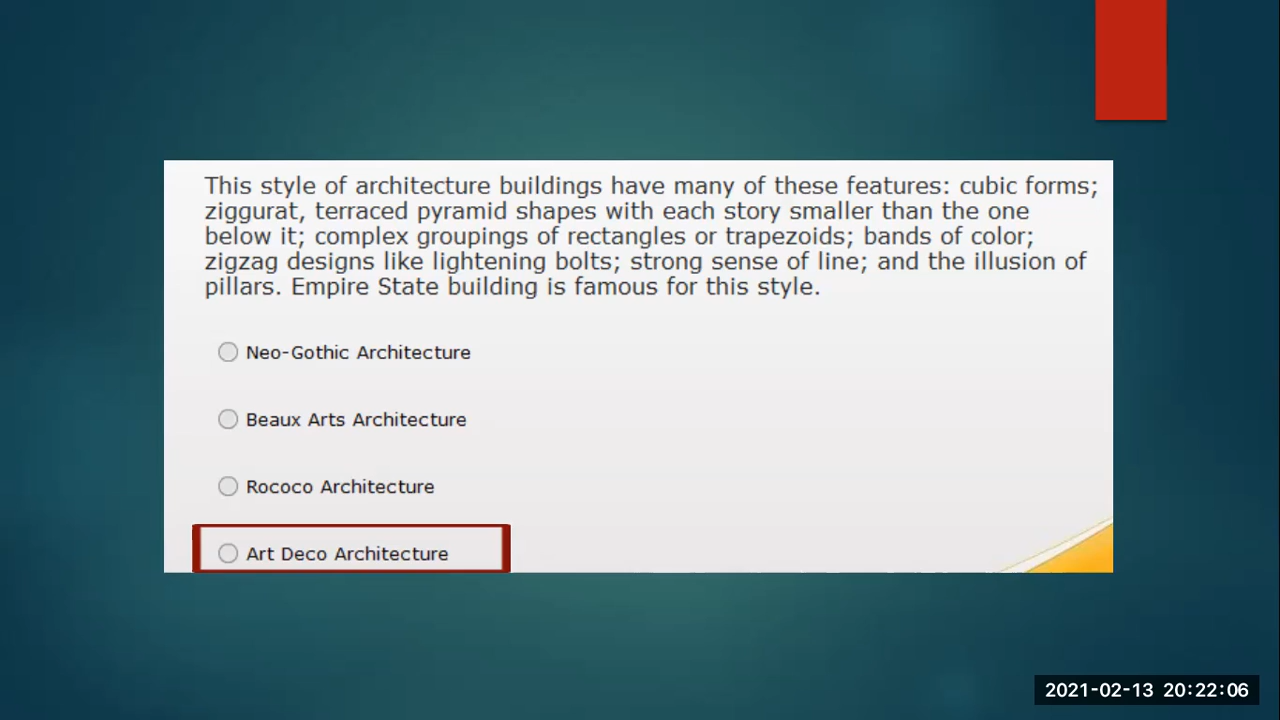 This style of architecture buildings have many of these features: cubic forms;
ziggurat, terraced pyramid shapes with each story smaller than the one
below it; complex groupings of rectangles or trapezoids; bands of color;
zigzag designs like lightening bolts; strong sense of line; and the illusion of
pillars. Empire State building is famous for this style.
Neo-Gothic Architecture
Beaux Arts Architecture
Rococo Architecture
Art Deco Architecture
2021-02-13 20:22:06